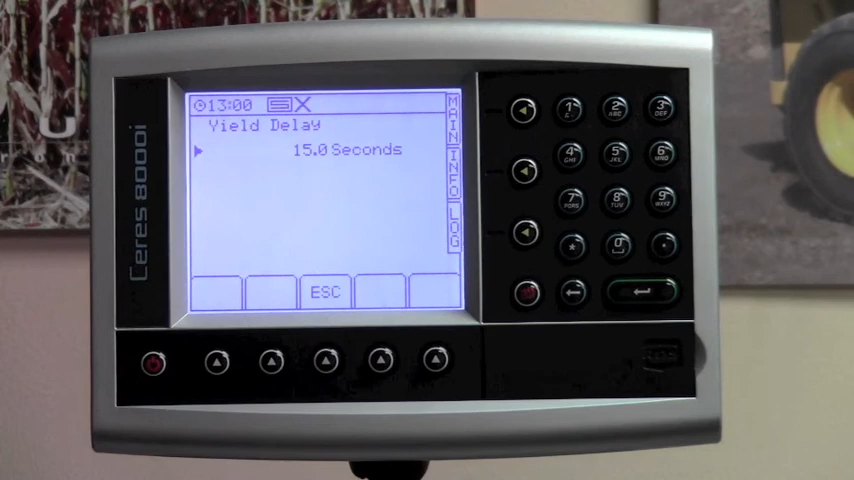 13:00
Yield Delay
15.0 Seconds
MAIN
INFO
LOG
ESC
Ceres 8000i
1
2 ABC
3 DEF
4 GHI
5 JKL
6 MNO
7 PQRS
8 TUV
9 WXYZ
*
0
.